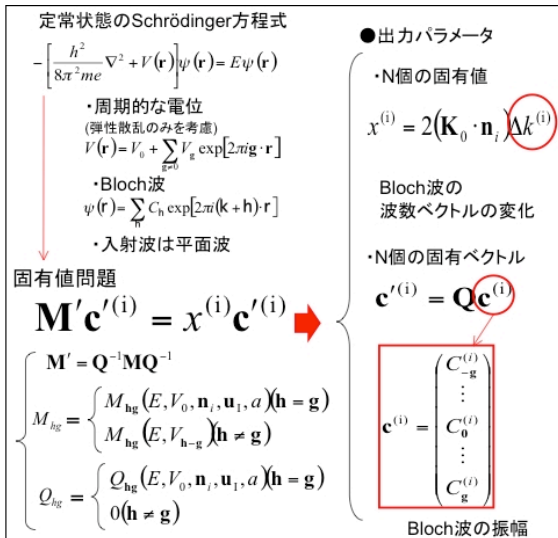 定常状態のSchrödinger方程式
−[h²/8π²me ∇² + V(r)]ψ(r) = Eψ(r)
・周期的な電位
(弾性散乱のみを考慮)
V(r) = V₀ + ∑_{g≠0} V_g exp[2πig·r]
・Bloch波
ψ(r) = ∑_h C_h exp[2πi(k+h)·r]
・入射波は平面波
固有値問題
M'c'^(i) = x^(i)c'^(i)
M' = Q⁻¹MQ⁻¹
M_hg = { M_hg(E,V₀,n_i,u_I,a)(h = g)
M_hg(E,V_{h−g})(h ≠ g)
Q_hg = { Q_hg(E,V₀,n_i,u_I,a)(h = g)
0(h ≠ g)
●出力パラメータ
・N個の固有値
x^(i) = 2(K₀·n_i)Δk^(i)
Bloch波の
波数ベクトルの変化
・N個の固有ベクトル
c'^(i) = Qc^(i)
c^(i) = ( C_{−g}^(i)
⋮
C_0^(i)
⋮
C_g^(i) )
Bloch波の振幅